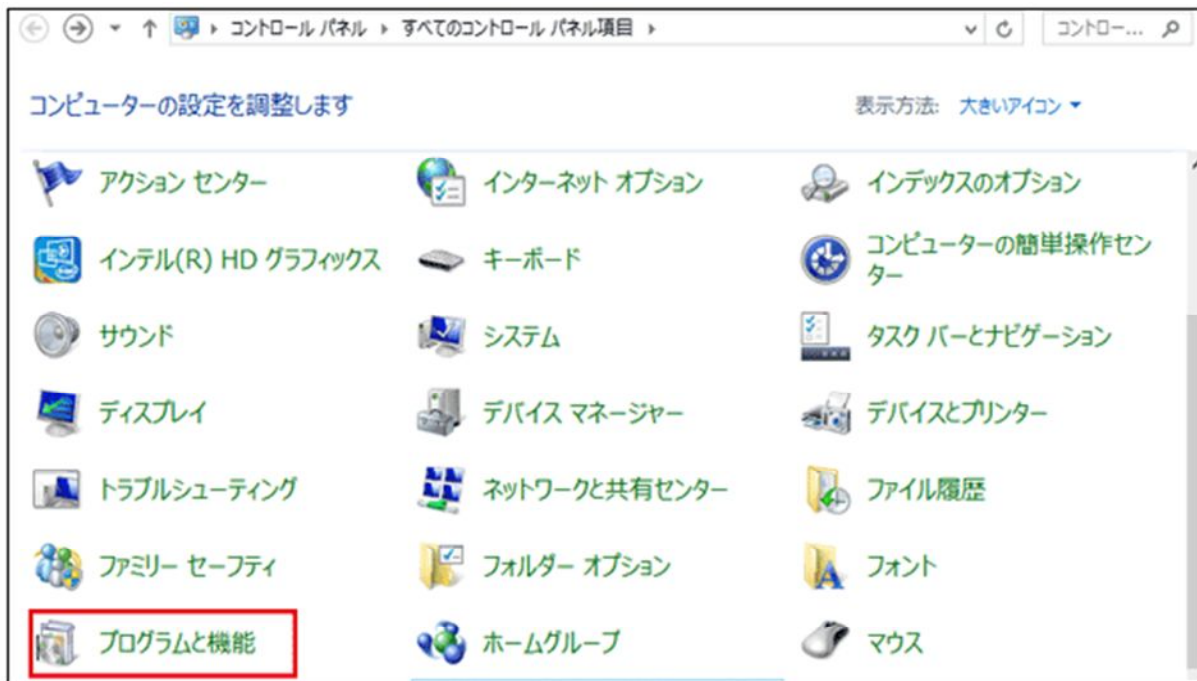 コントロール パネル ▸ すべてのコントロール パネル項目 ▸ コントロー...
コンピューターの設定を調整します 表示方法: 大きいアイコン
アクション センター インターネット オプション インデックスのオプション
インテル(R) HD グラフィックス キーボード コンピューターの簡単操作セン
ター
サウンド システム タスク バーとナビゲーション
ディスプレイ デバイス マネージャー デバイスとプリンター
トラブルシューティング ネットワークと共有センター ファイル履歴
ファミリー セーフティ フォルダー オプション フォント
プログラムと機能 ホームグループ マウス